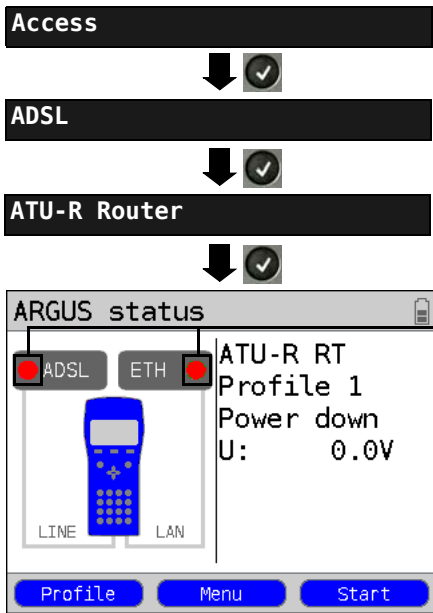 Access
ADSL
ATU-R Router
ARGUS status
ADSL ETH
ATU-R RT
Profile 1
Power down
U: 0.0V
LINE LAN
Profile Menu Start